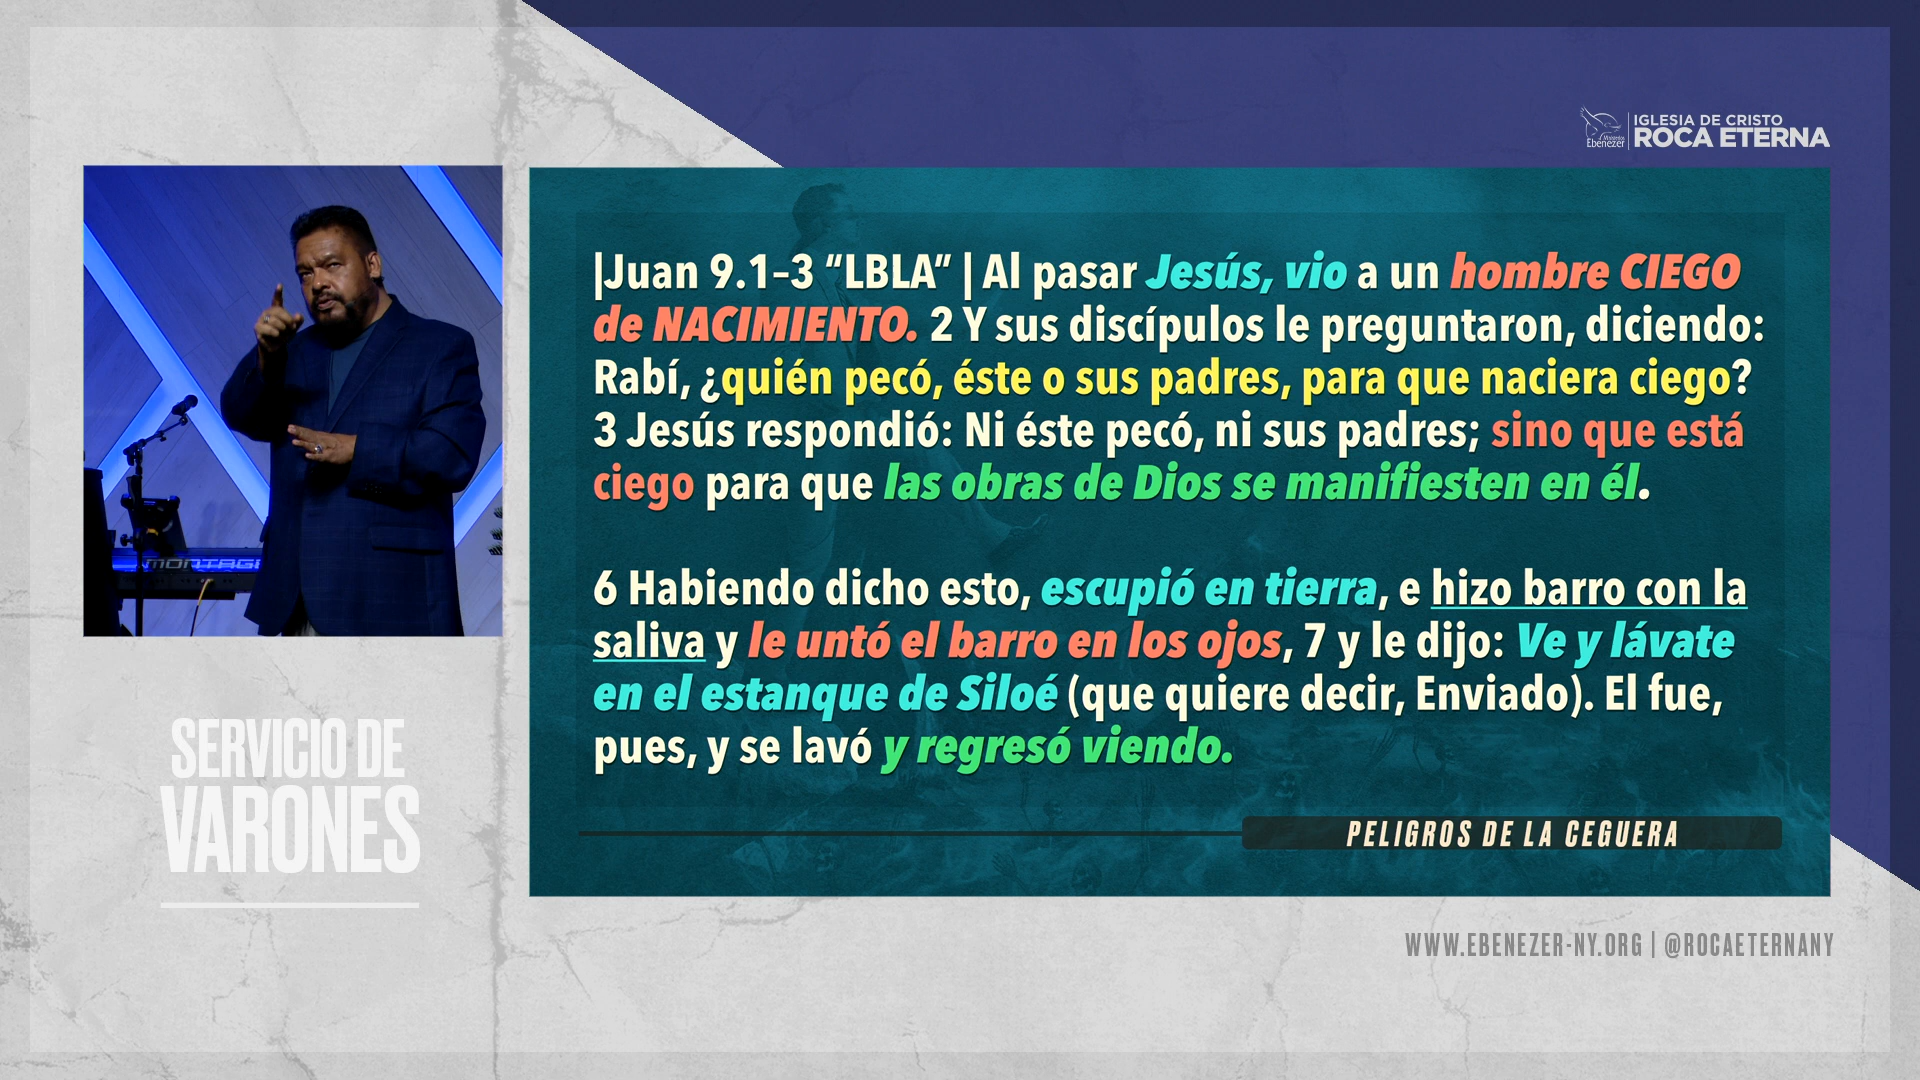 Ministerios
Ebenezer
IGLESIA DE CRISTO
ROCA ETERNA
|Juan 9.1–3 “LBLA” | Al pasar Jesús, vio a un hombre CIEGO
de NACIMIENTO. 2 Y sus discípulos le preguntaron, diciendo:
Rabí, ¿quién pecó, éste o sus padres, para que naciera ciego?
3 Jesús respondió: Ni éste pecó, ni sus padres; sino que está
ciego para que las obras de Dios se manifiesten en él.
6 Habiendo dicho esto, escupió en tierra, e hizo barro con la
saliva y le untó el barro en los ojos, 7 y le dijo: Ve y lávate
en el estanque de Siloé (que quiere decir, Enviado). El fue,
pues, y se lavó y regresó viendo.
PELIGROS DE LA CEGUERA
MONTAGE
SERVICIO DE
VARONES
WWW.EBENEZER-NY.ORG | @ROCAETERNANY